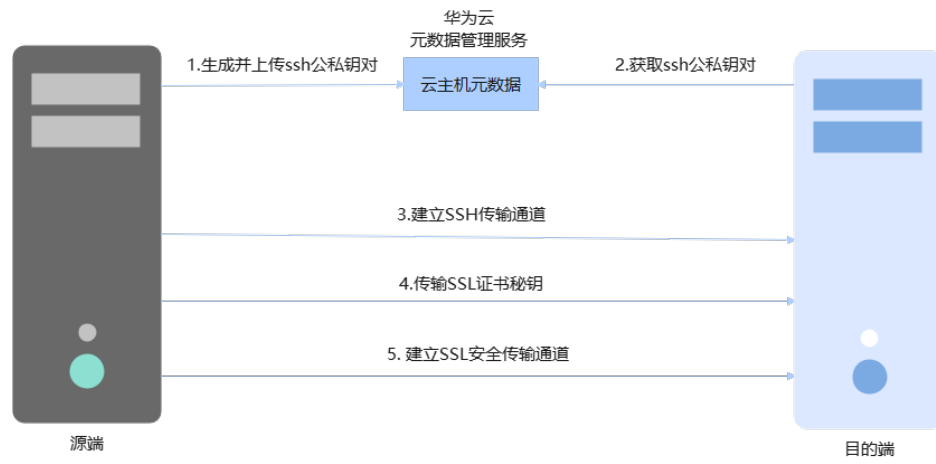 华为云
元数据管理服务
1.生成并上传ssh公私钥对
云主机元数据
2.获取ssh公私钥对
3.建立SSH传输通道
4.传输SSL证书秘钥
5. 建立SSL安全传输通道
源端
目的端